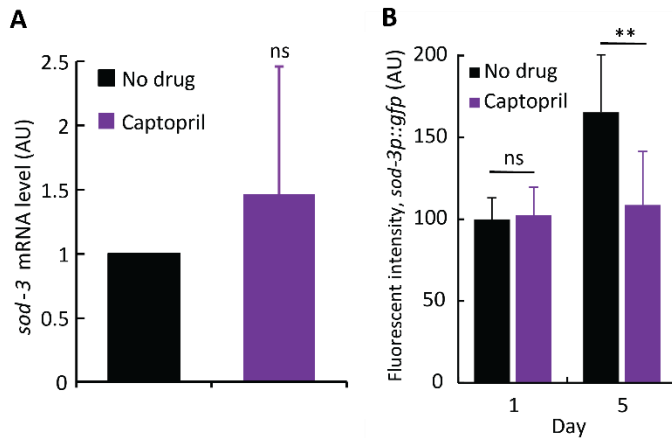 A
sod-3 mRNA level (AU)
2.5
2
1.5
1
0.5
0
No drug
Captopril
ns
B
Fluorescent intensity, sod-3p::gfp (AU)
200
150
100
50
0
No drug
Captopril
ns
**
1
5
Day